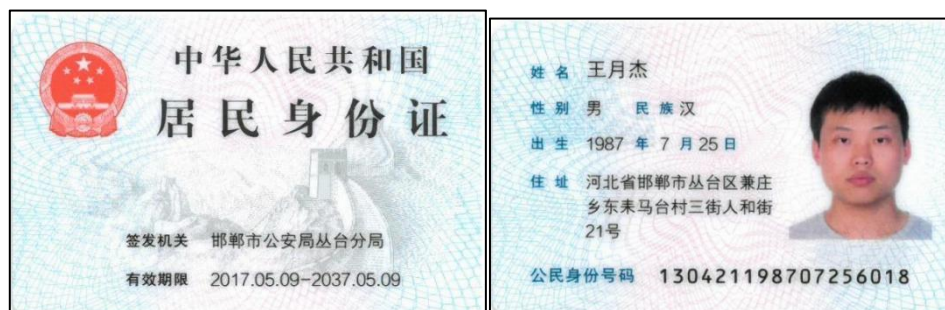 中华人民共和国
居民身份证
签发机关 邯郸市公安局丛台分局
有效期限 2017.05.09-2037.05.09
姓名 王月杰
性别 男 民族 汉
出生 1987 年 7 月 25 日
住址 河北省邯郸市丛台区兼庄
乡东耒马台村三街人和街
21号
公民身份号码 130421198707256018